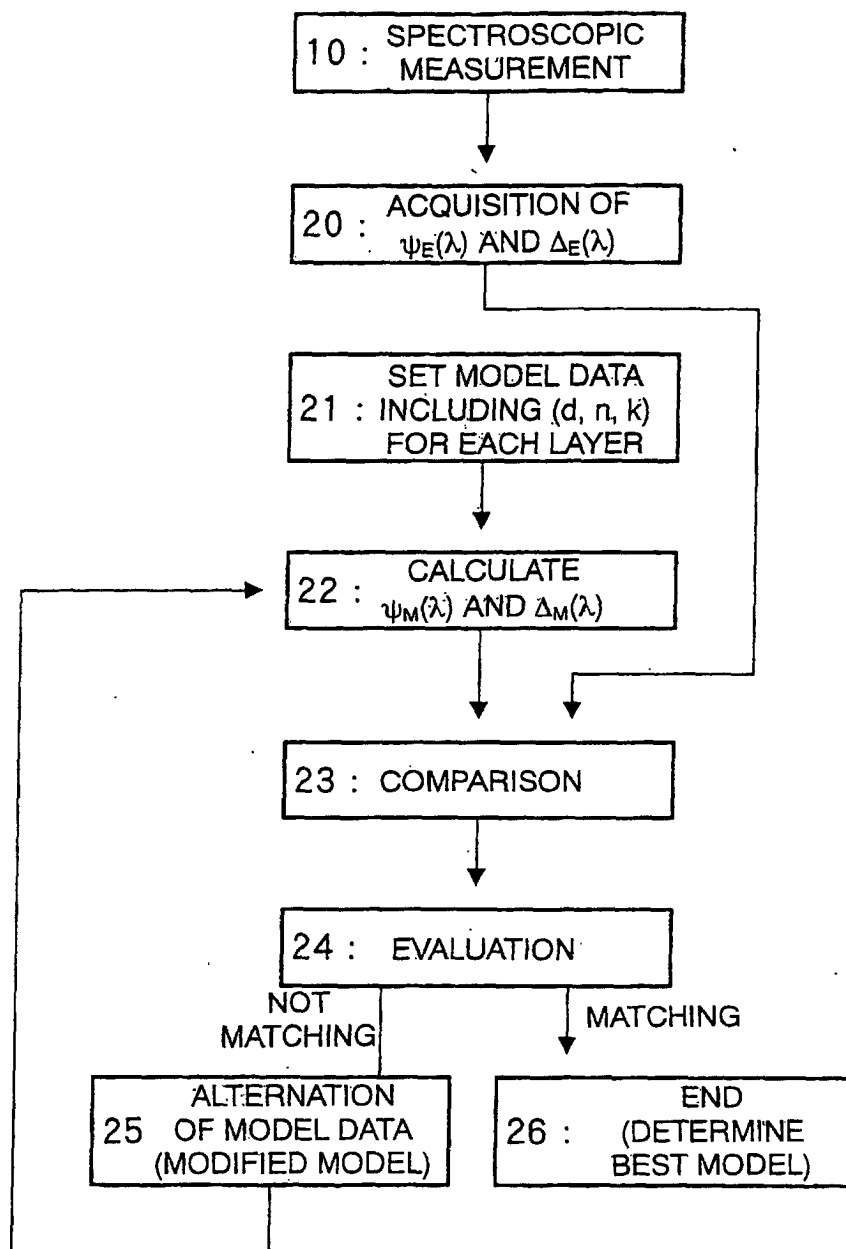 10 : SPECTROSCOPIC
MEASUREMENT
20 : ACQUISITION OF
ψE(λ) AND ΔE(λ)
21 : SET MODEL DATA
INCLUDING (d, n, k)
FOR EACH LAYER
22 : CALCULATE
ψM(λ) AND ΔM(λ)
23 : COMPARISON
24 : EVALUATION
NOT
MATCHING
MATCHING
25 ALTERNATION
OF MODEL DATA
(MODIFIED MODEL)
26 : END
(DETERMINE
BEST MODEL)